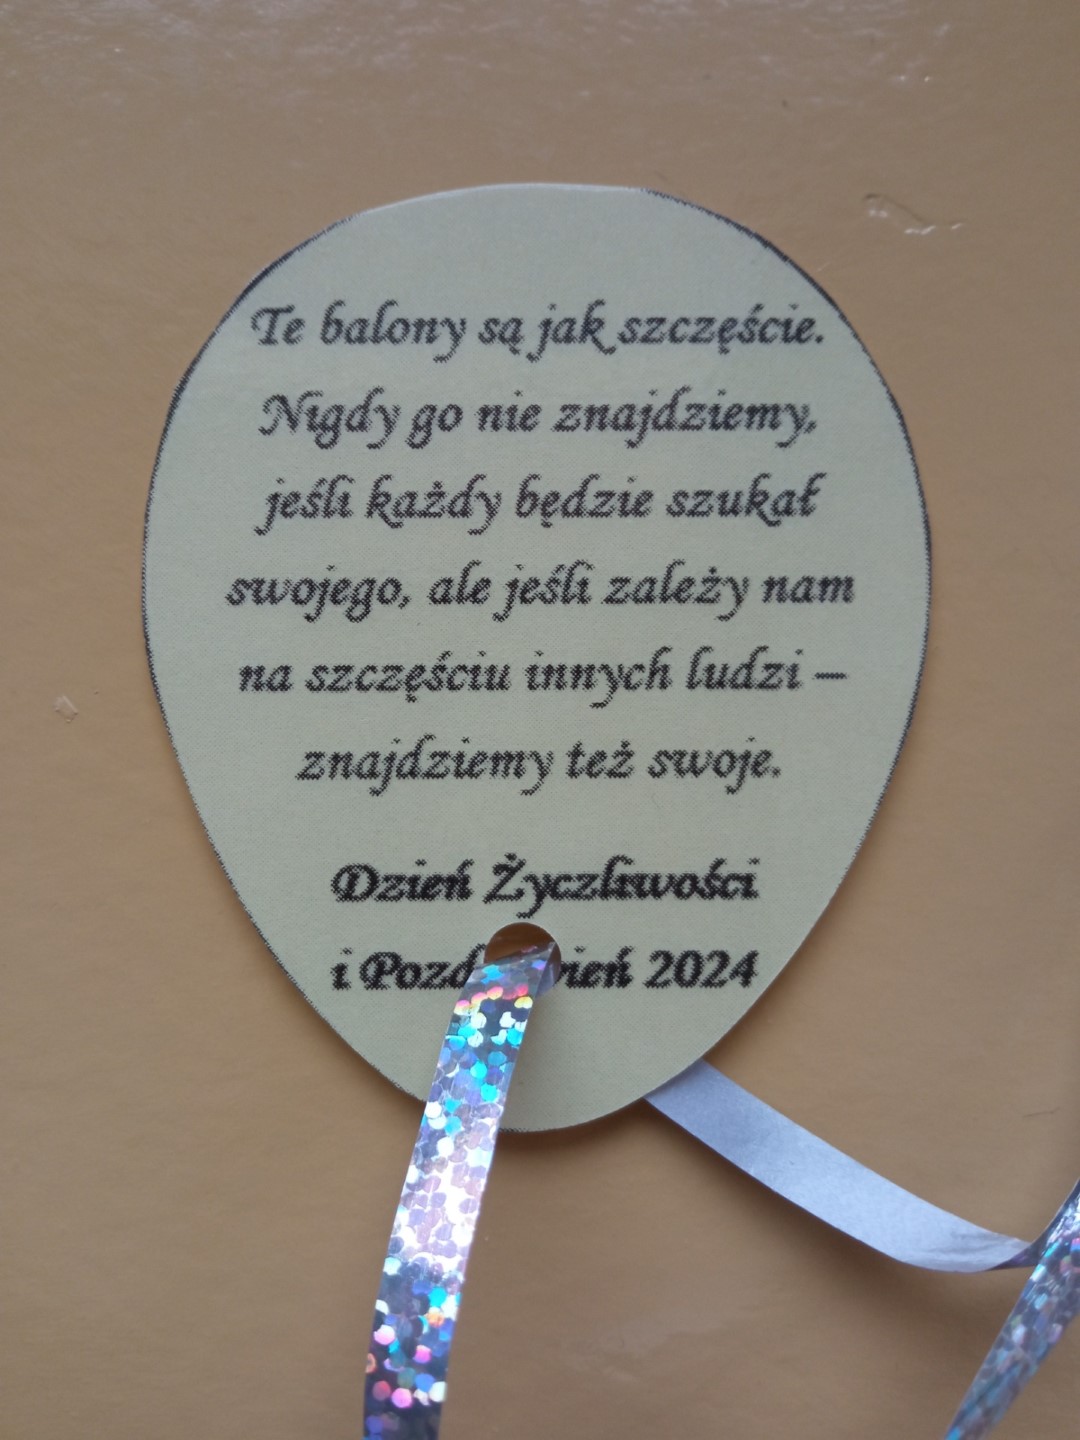 Te balony są jak szczęście.
Nigdy go nie znajdziemy,
jeśli każdy będzie szukał
swojego, ale jeśli zależy nam
na szczęściu innych ludzi –
znajdziemy też swoje.
Dzień Życzliwości
i 2024